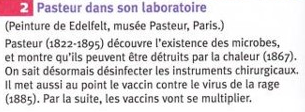 2 Pasteur dans son laboratoire
(Peinture de Edelfelt, musée Pasteur, Paris.)
Pasteur (1822-1895) découvre l'existence des microbes,
et montre qu'ils peuvent être détruits par la chaleur (1867).
On sait désormais désinfecter les instruments chirurgicaux.
Il met aussi au point le vaccin contre le virus de la rage
(1885). Par la suite, les vaccins vont se multiplier.